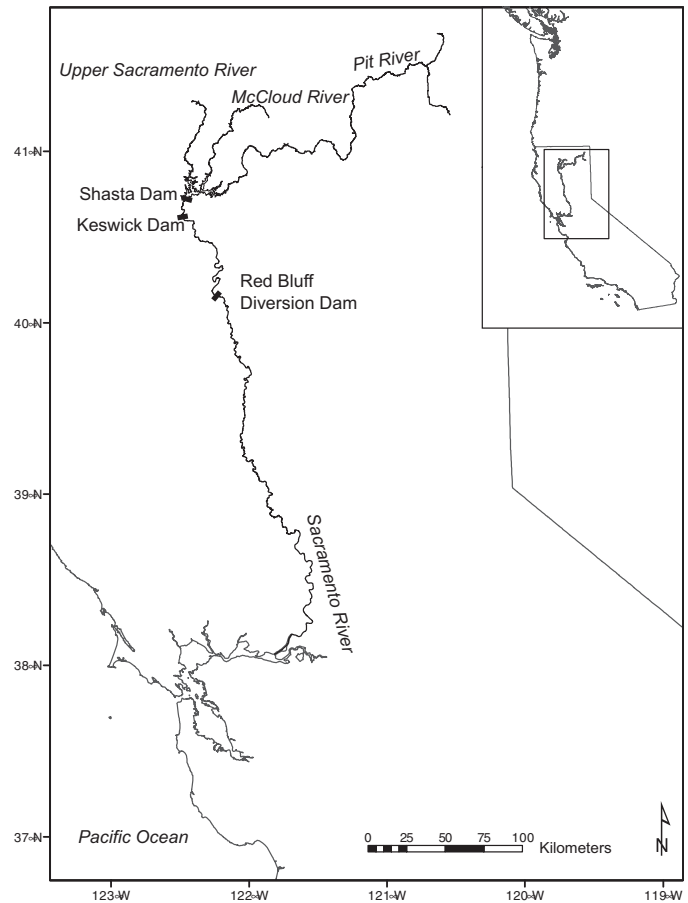 Pit River
Upper Sacramento River
McCloud River
41°N
Shasta Dam
Keswick Dam
Red Bluff
Diversion Dam
40°N
39°N
Sacramento River
38°N
37°N
Pacific Ocean
0 25 50 75 100
Kilometers
N
123°W 122°W 121°W 120°W 119°W